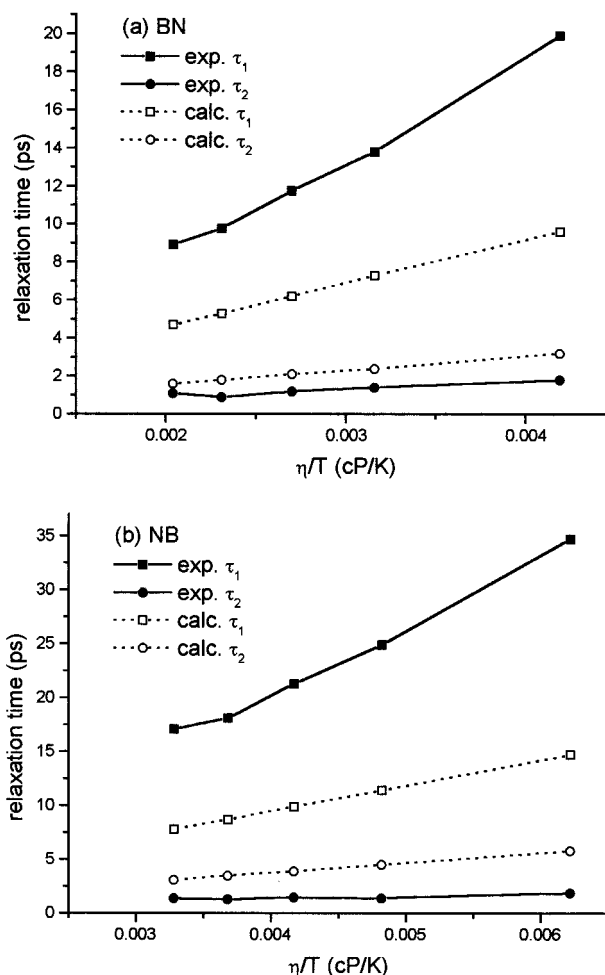 (a) BN
exp. τ1
exp. τ2
calc. τ1
calc. τ2
relaxation time (ps)
20
18
16
14
12
10
8
6
4
2
0
0.002 0.003 0.004
η/T (cP/K)
(b) NB
exp. τ1
exp. τ2
calc. τ1
calc. τ2
relaxation time (ps)
35
30
25
20
15
10
5
0
0.003 0.004 0.005 0.006
η/T (cP/K)